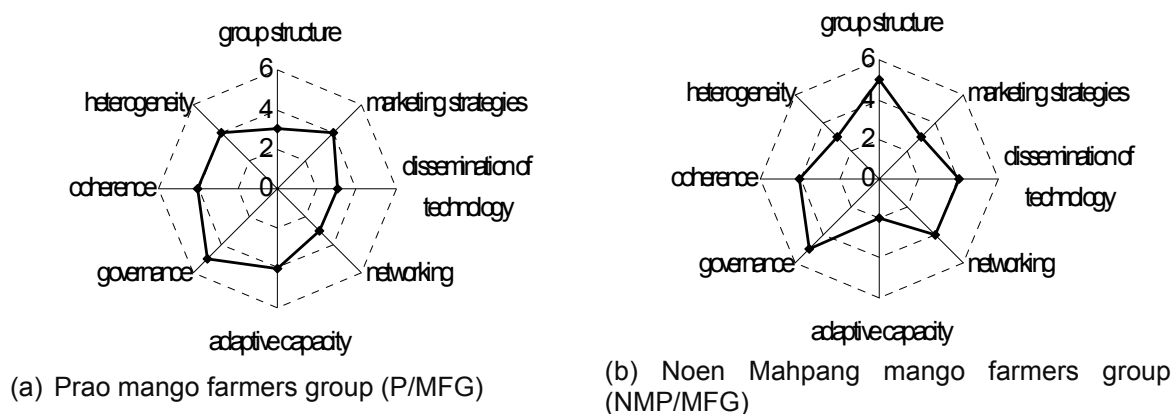 group structure
6
heterogeneity
marketing strategies
4
2
coherence
0
dissemination of
technology
governance
networking
adaptive capacity
(a) Prao mango farmers group (P/MFG)
group structure
6
heterogeneity
marketing strategies
4
2
coherence
0
dissemination of
technology
governance
networking
adaptive capacity
(b) Noen Mahpang mango farmers group
(NMP/MFG)